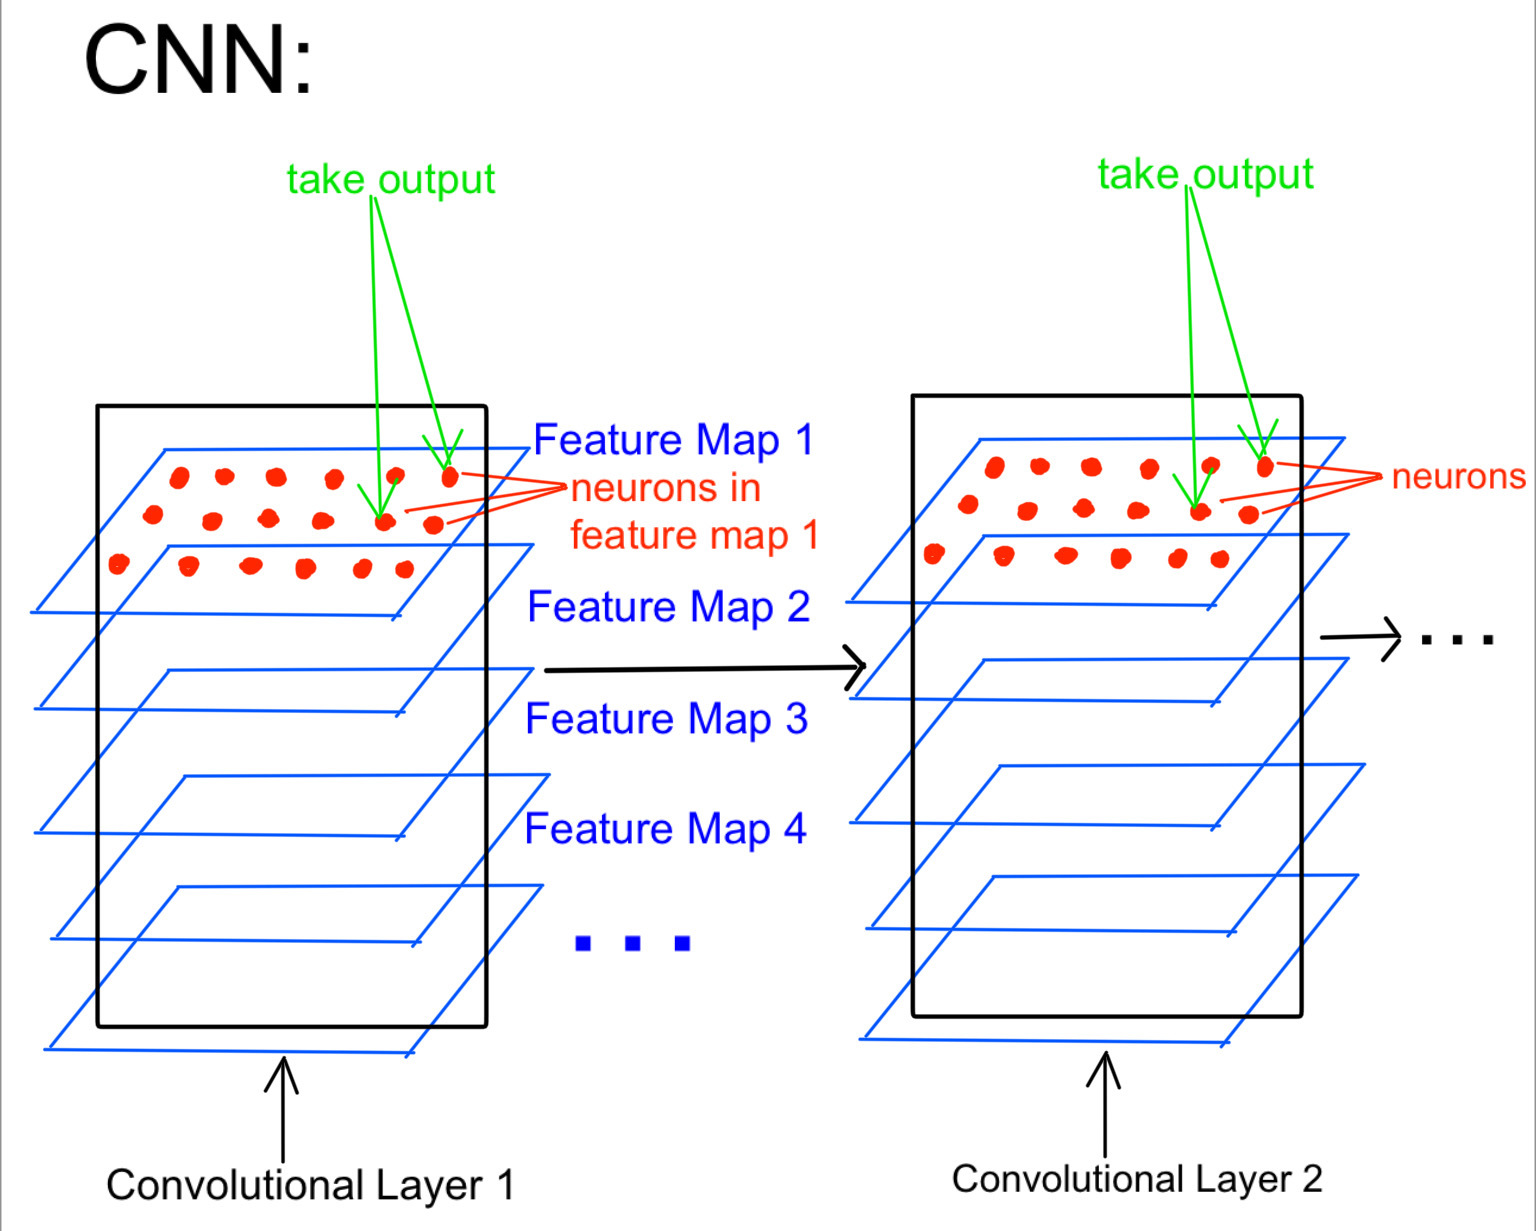 CNN:
take output
take output
Feature Map 1
neurons in
feature map 1
neurons
Feature Map 2
Feature Map 3
Feature Map 4
...
...
Convolutional Layer 1
Convolutional Layer 2